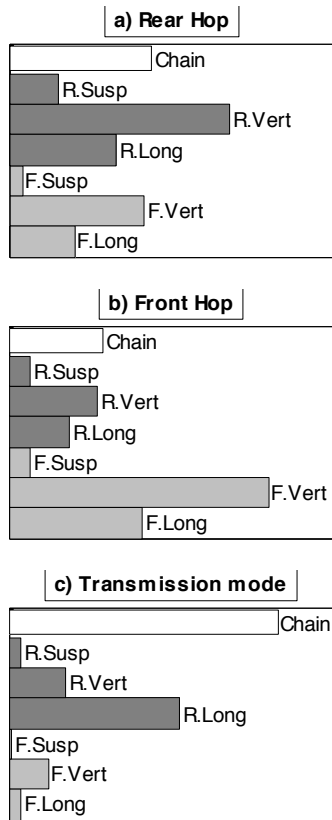 a) Rear Hop
Chain
R.Susp
R.Vert
R.Long
F.Susp
F.Vert
F.Long
b) Front Hop
Chain
R.Susp
R.Vert
R.Long
F.Susp
F.Vert
F.Long
c) Transmission mode
Chain
R.Susp
R.Vert
R.Long
F.Susp
F.Vert
F.Long